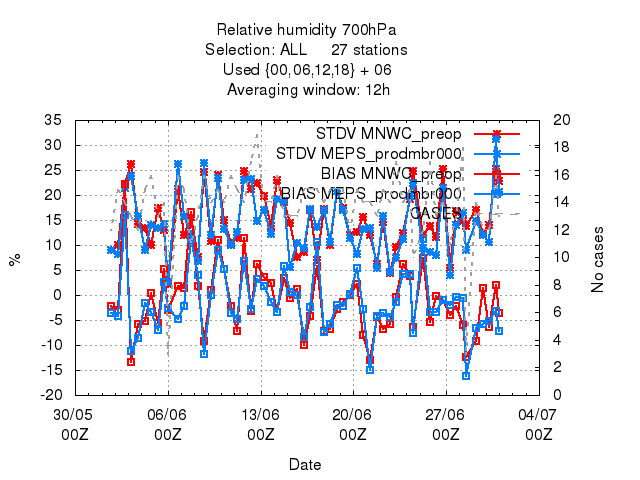 Relative humidity 700hPa
Selection: ALL 27 stations
Used {00,06,12,18} + 06
Averaging window: 12h
STDV MNWC_preop
STDV MEPS_prodmbr000
BIAS MNWC_preop
BIAS MEPS_prodmbr000
CASES
35
30
25
20
15
10
5
0
-5
-10
-15
-20
%
20
18
16
14
12
10
8
6
4
2
0
No cases
30/05 06/06 13/06 20/06 27/06 04/07
00Z 00Z 00Z 00Z 00Z 00Z
Date